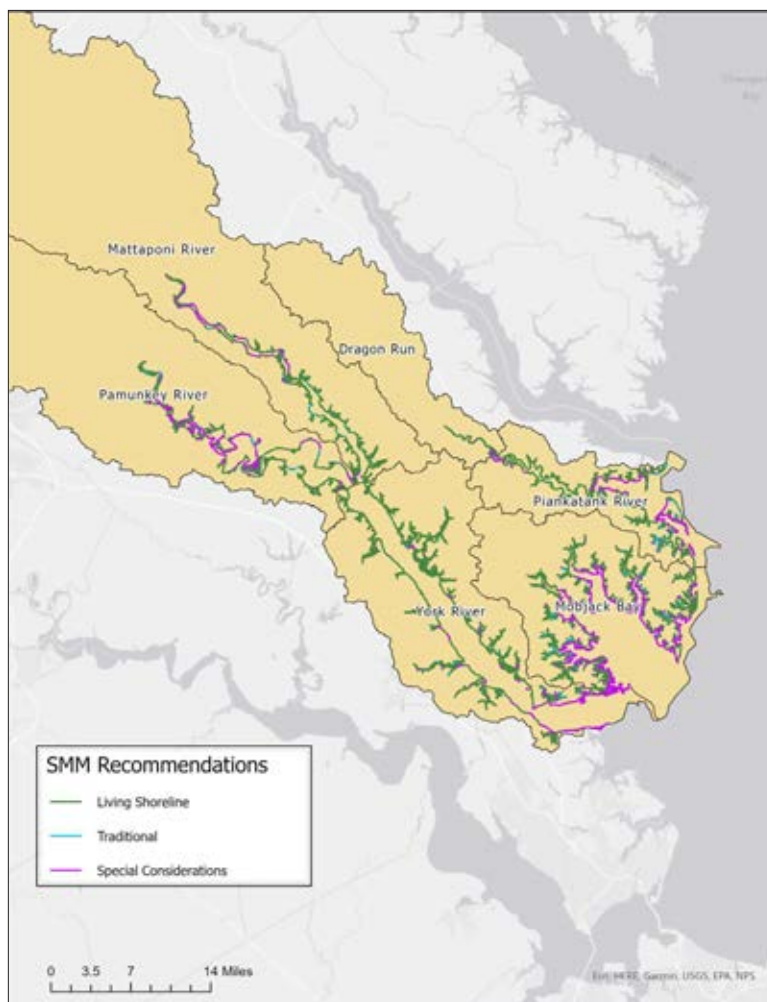 Mattaponi River
Dragon Run
Pamunkey River
Piankatank River
York River
Mobjack Bay
SMM Recommendations
Living Shoreline
Traditional
Special Considerations
0 3.5 7 14 Miles
Esri, HERE, Garmin, USGS, EPA, NPS